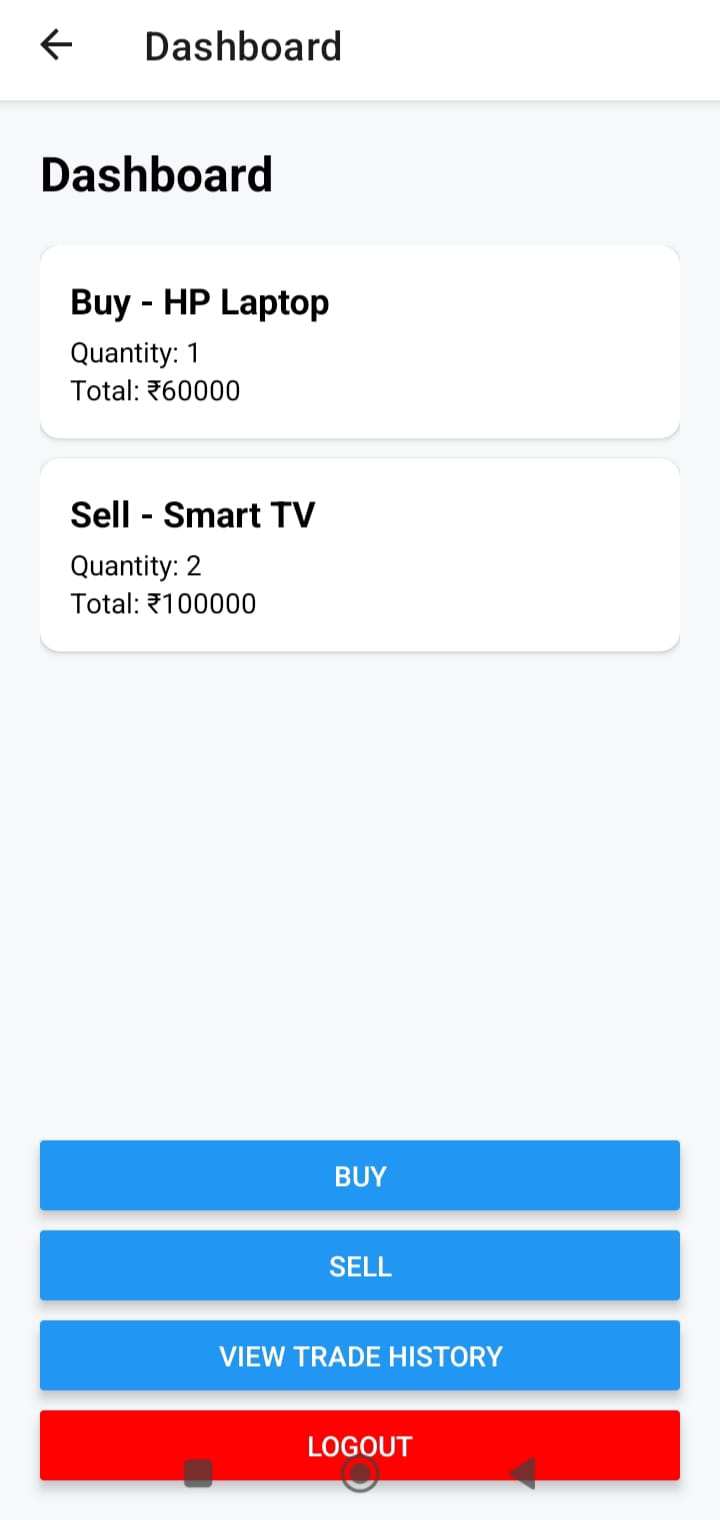 Dashboard
Dashboard
Buy - HP Laptop
Quantity: 1
Total: ₹60000
Sell - Smart TV
Quantity: 2
Total: ₹100000
BUY
SELL
VIEW TRADE HISTORY
LOGOUT